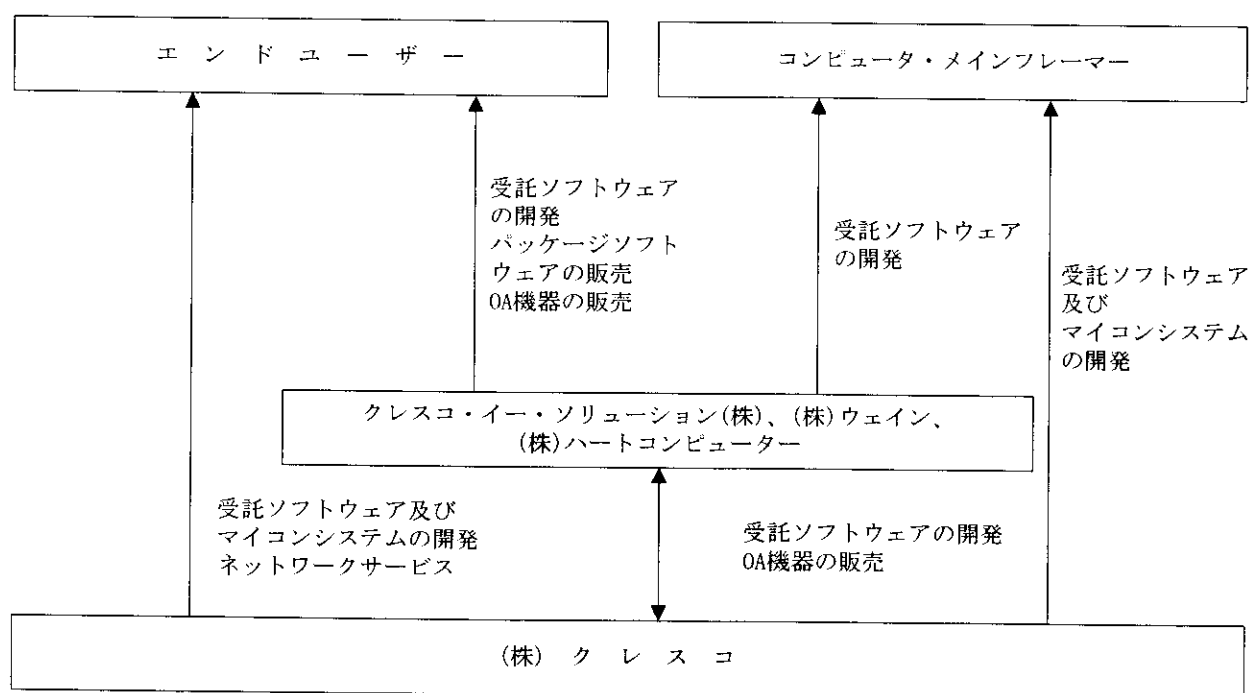 エンドユーザー
コンピュータ・メインフレーマー
受託ソフトウェア
の開発
パッケージソフト
ウェアの販売
OA機器の販売
受託ソフトウェア
の開発
受託ソフトウェア
及び
マイコンシステム
の開発
クレスコ・イー・ソリューション(株)、(株)ウェイン、
(株)ハートコンピューター
受託ソフトウェア及び
マイコンシステムの開発
ネットワークサービス
受託ソフトウェアの開発
OA機器の販売
(株)クレスコ